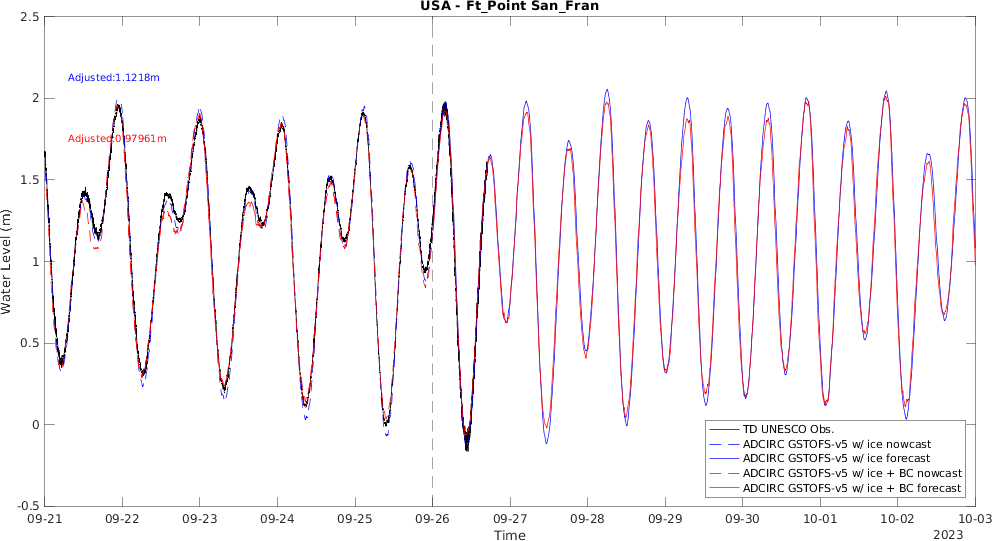 USA - Ft_Point San_Fran
2.5
Adjusted:1.1218m
2
Adjusted:0.97961m
1.5
Water Level (m)
1
0.5
0
-0.5
TD UNESCO Obs.
ADCIRC GSTOFS-v5 w/ ice nowcast
ADCIRC GSTOFS-v5 w/ ice forecast
ADCIRC GSTOFS-v5 w/ ice + BC nowcast
ADCIRC GSTOFS-v5 w/ ice + BC forecast
09-21 09-22 09-23 09-24 09-25 09-26 09-27 09-28 09-29 09-30 10-01 10-02 10-03
Time
2023